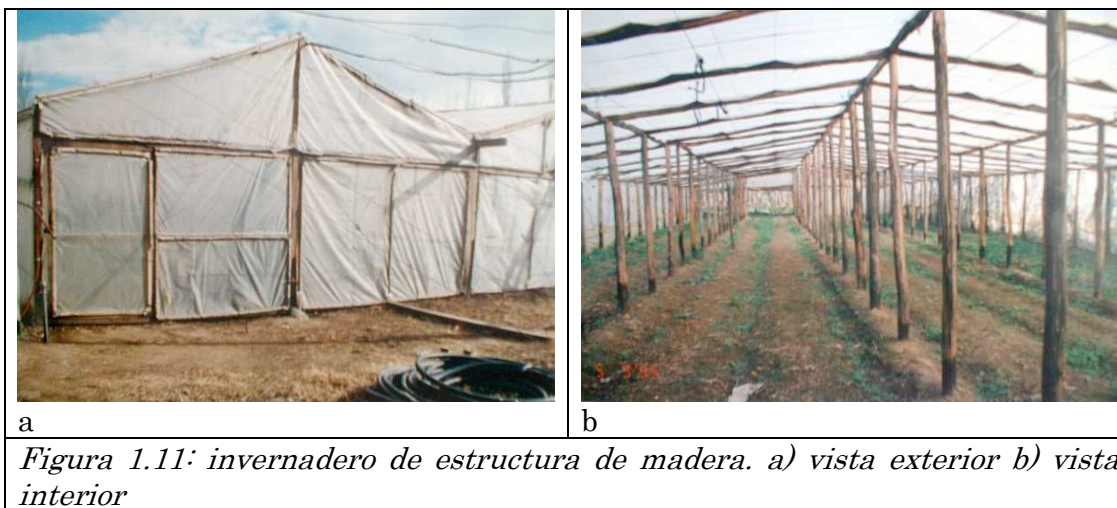 a
b
Figura 1.11: invernadero de estructura de madera. a) vista exterior b) vista
interior